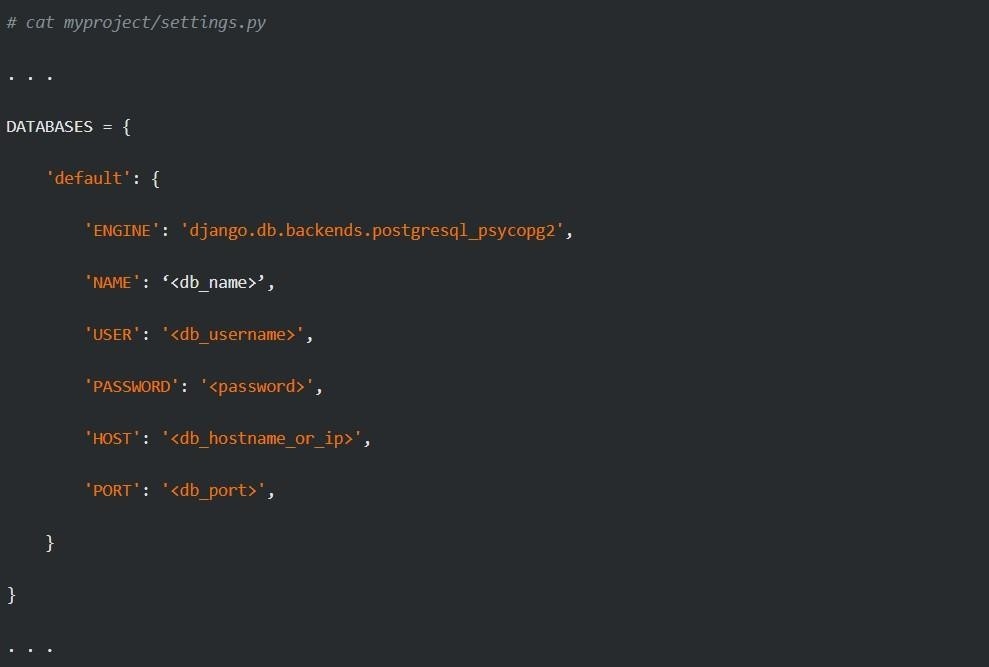 # cat myproject/settings.py
. . .
DATABASES = {
    'default': {
        'ENGINE': 'django.db.backends.postgresql_psycopg2',
        'NAME': ‘<db_name>’,
        'USER': '<db_username>',
        'PASSWORD': '<password>',
        'HOST': '<db_hostname_or_ip>',
        'PORT': '<db_port>',
    }
}
. . .